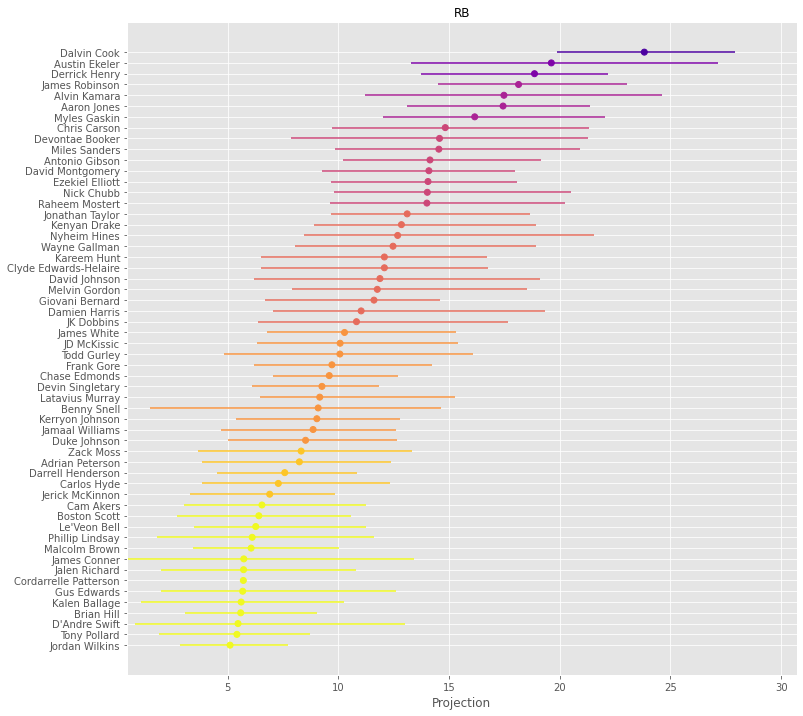 RB
Dalvin Cook
Austin Ekeler
Derrick Henry
James Robinson
Alvin Kamara
Aaron Jones
Myles Gaskin
Chris Carson
Devontae Booker
Miles Sanders
Antonio Gibson
David Montgomery
Ezekiel Elliott
Nick Chubb
Raheem Mostert
Jonathan Taylor
Kenyan Drake
Nyheim Hines
Wayne Gallman
Kareem Hunt
Clyde Edwards-Helaire
David Johnson
Melvin Gordon
Giovani Bernard
Damien Harris
JK Dobbins
James White
JD McKissic
Todd Gurley
Frank Gore
Chase Edmonds
Devin Singletary
Latavius Murray
Benny Snell
Kerryon Johnson
Jamaal Williams
Duke Johnson
Zack Moss
Adrian Peterson
Darrell Henderson
Carlos Hyde
Jerick McKinnon
Cam Akers
Boston Scott
Le'Veon Bell
Phillip Lindsay
Malcolm Brown
James Conner
Jalen Richard
Cordarrelle Patterson
Gus Edwards
Kalen Ballage
Brian Hill
D'Andre Swift
Tony Pollard
Jordan Wilkins
5 10 15 20 25 30
Projection